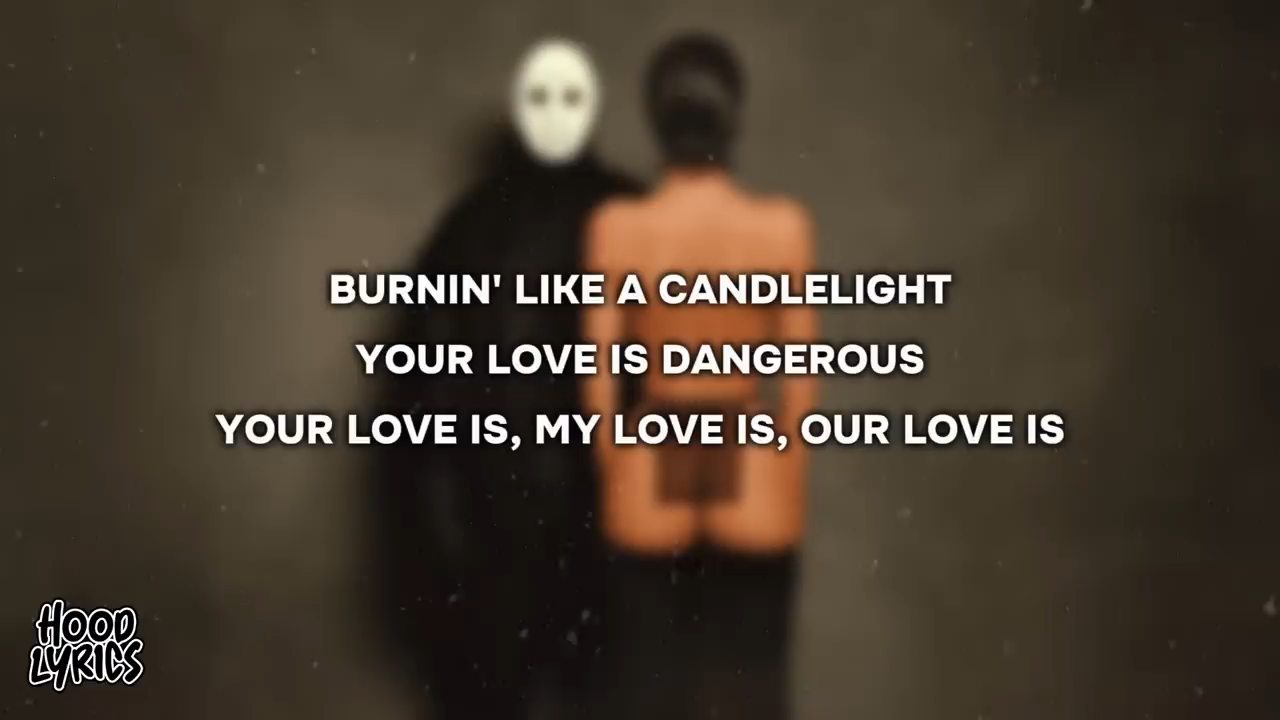 BURNIN' LIKE A CANDLELIGHT
YOUR LOVE IS DANGEROUS
YOUR LOVE IS, MY LOVE IS, OUR LOVE IS
HOOD
LYRICS